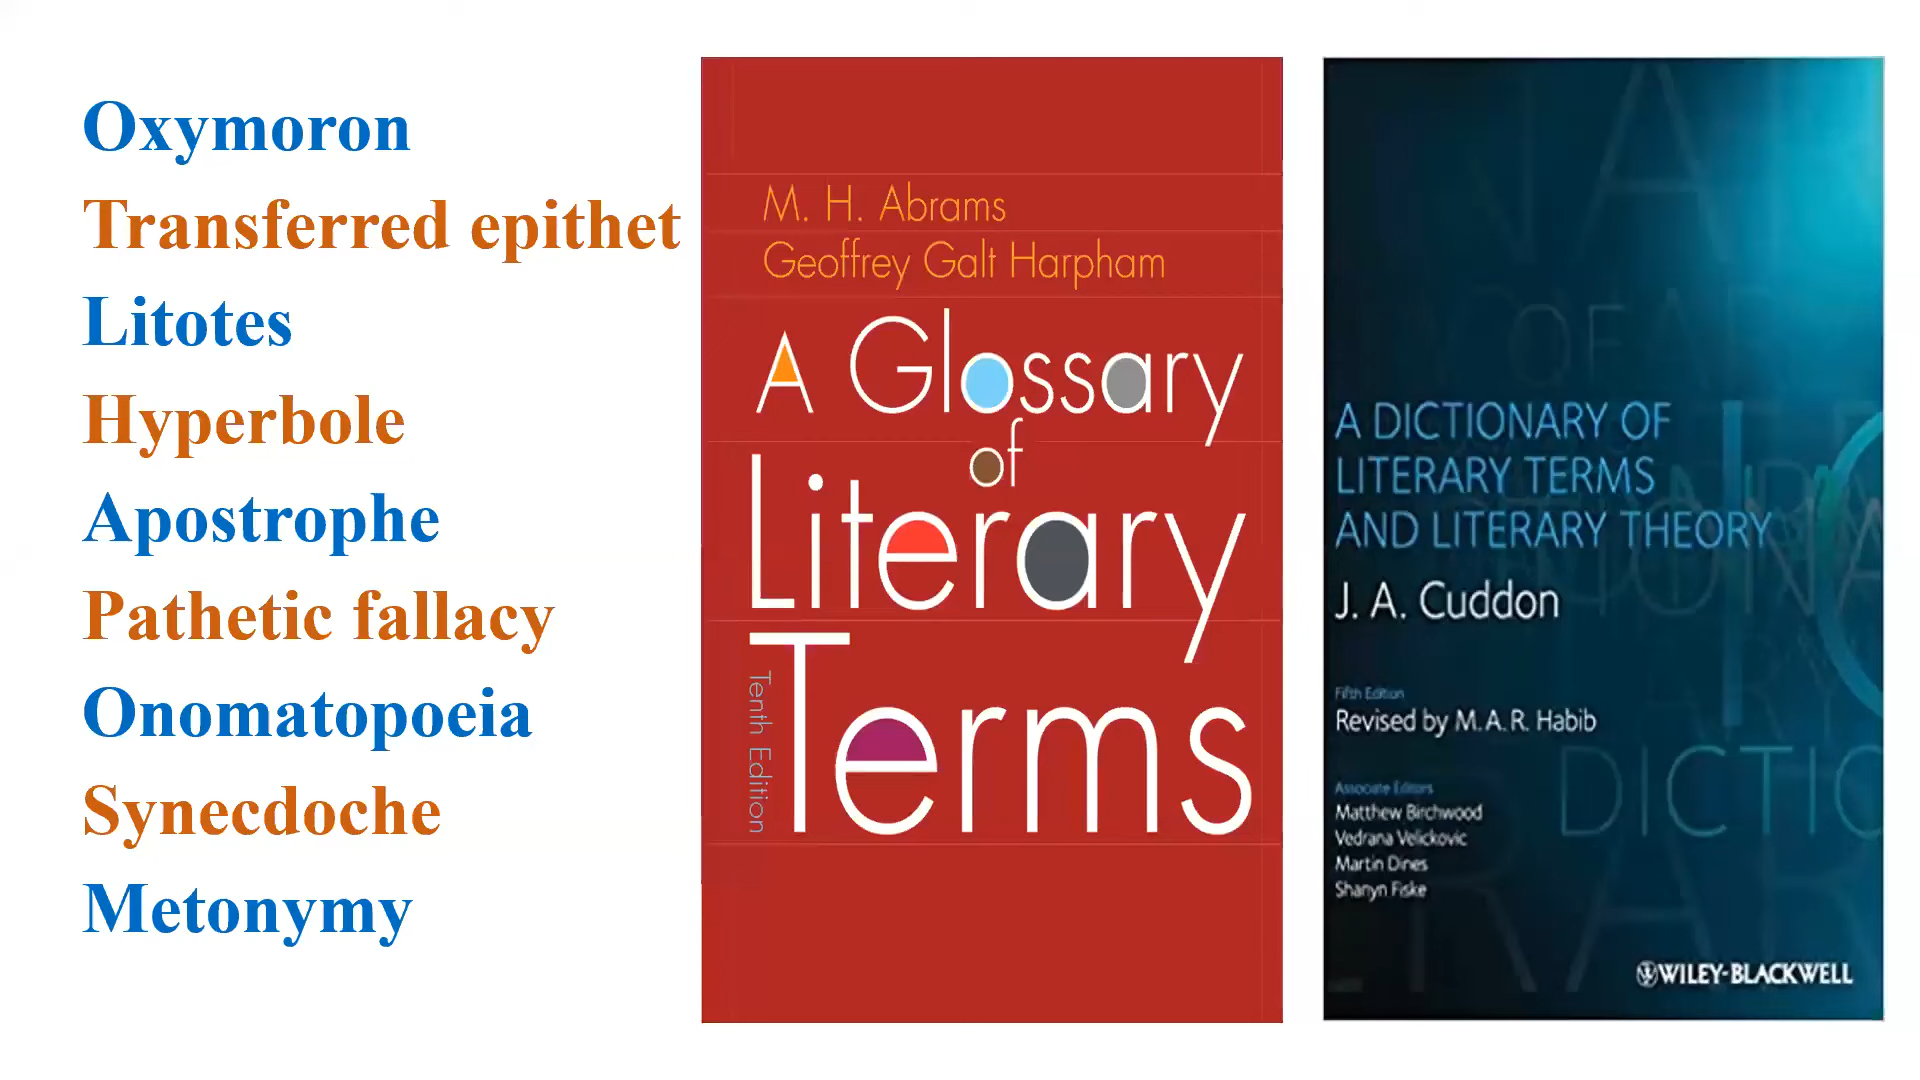 Oxymoron
Transferred epithet
Litotes
Hyperbole
Apostrophe
Pathetic fallacy
Onomatopoeia
Synecdoche
Metonymy
M. H. Abrams
Geoffrey Galt Harpham
A Glossary
of
Literary
Terms
Tenth Edition
A DICTIONARY OF
LITERARY TERMS
AND LITERARY THEORY
J. A. Cuddon
Fifth Edition
Revised by M. A. R. Habib
Associate Editors
Matthew Birchwood
Vedrana Velickovic
Martin Dines
Shanyn Fiske
DICTIO
WILEY-BLACKWELL